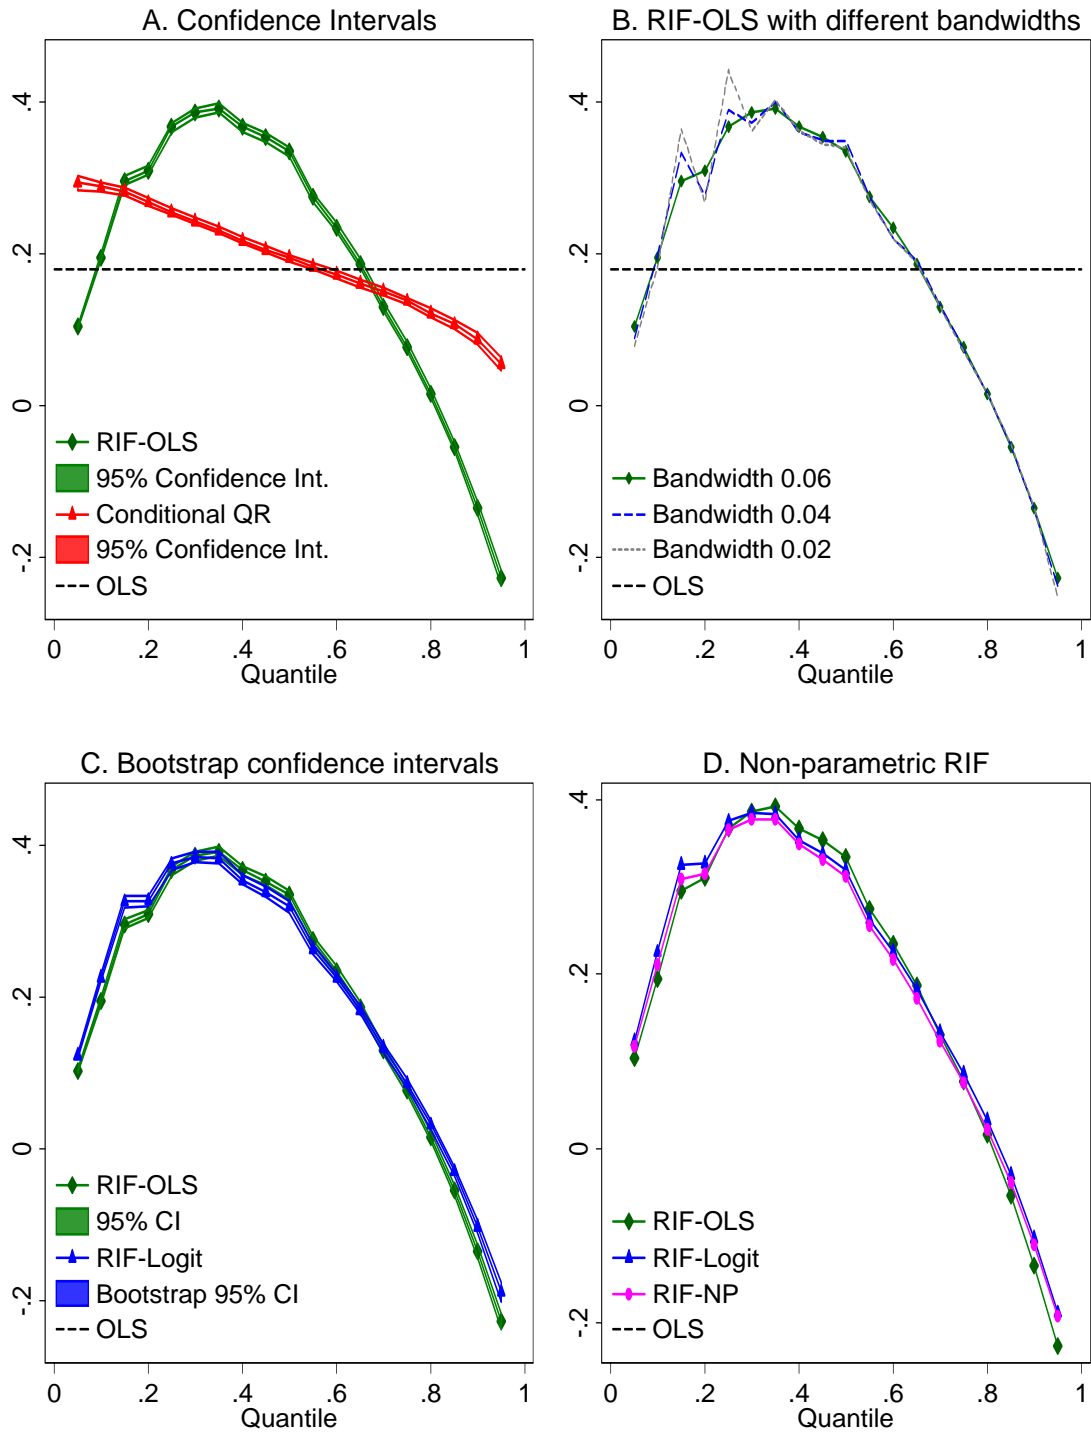 A. Confidence Intervals
.4
.2
0
-.2
RIF-OLS
95% Confidence Int.
Conditional QR
95% Confidence Int.
OLS
0 .2 .4 .6 .8 1
Quantile
B. RIF-OLS with different bandwidths
.4
.2
0
-.2
Bandwidth 0.06
Bandwidth 0.04
Bandwidth 0.02
OLS
0 .2 .4 .6 .8 1
Quantile
C. Bootstrap confidence intervals
.4
.2
0
-.2
RIF-OLS
95% CI
RIF-Logit
Bootstrap 95% CI
OLS
0 .2 .4 .6 .8 1
Quantile
D. Non-parametric RIF
.4
.2
0
-.2
RIF-OLS
RIF-Logit
RIF-NP
OLS
0 .2 .4 .6 .8 1
Quantile